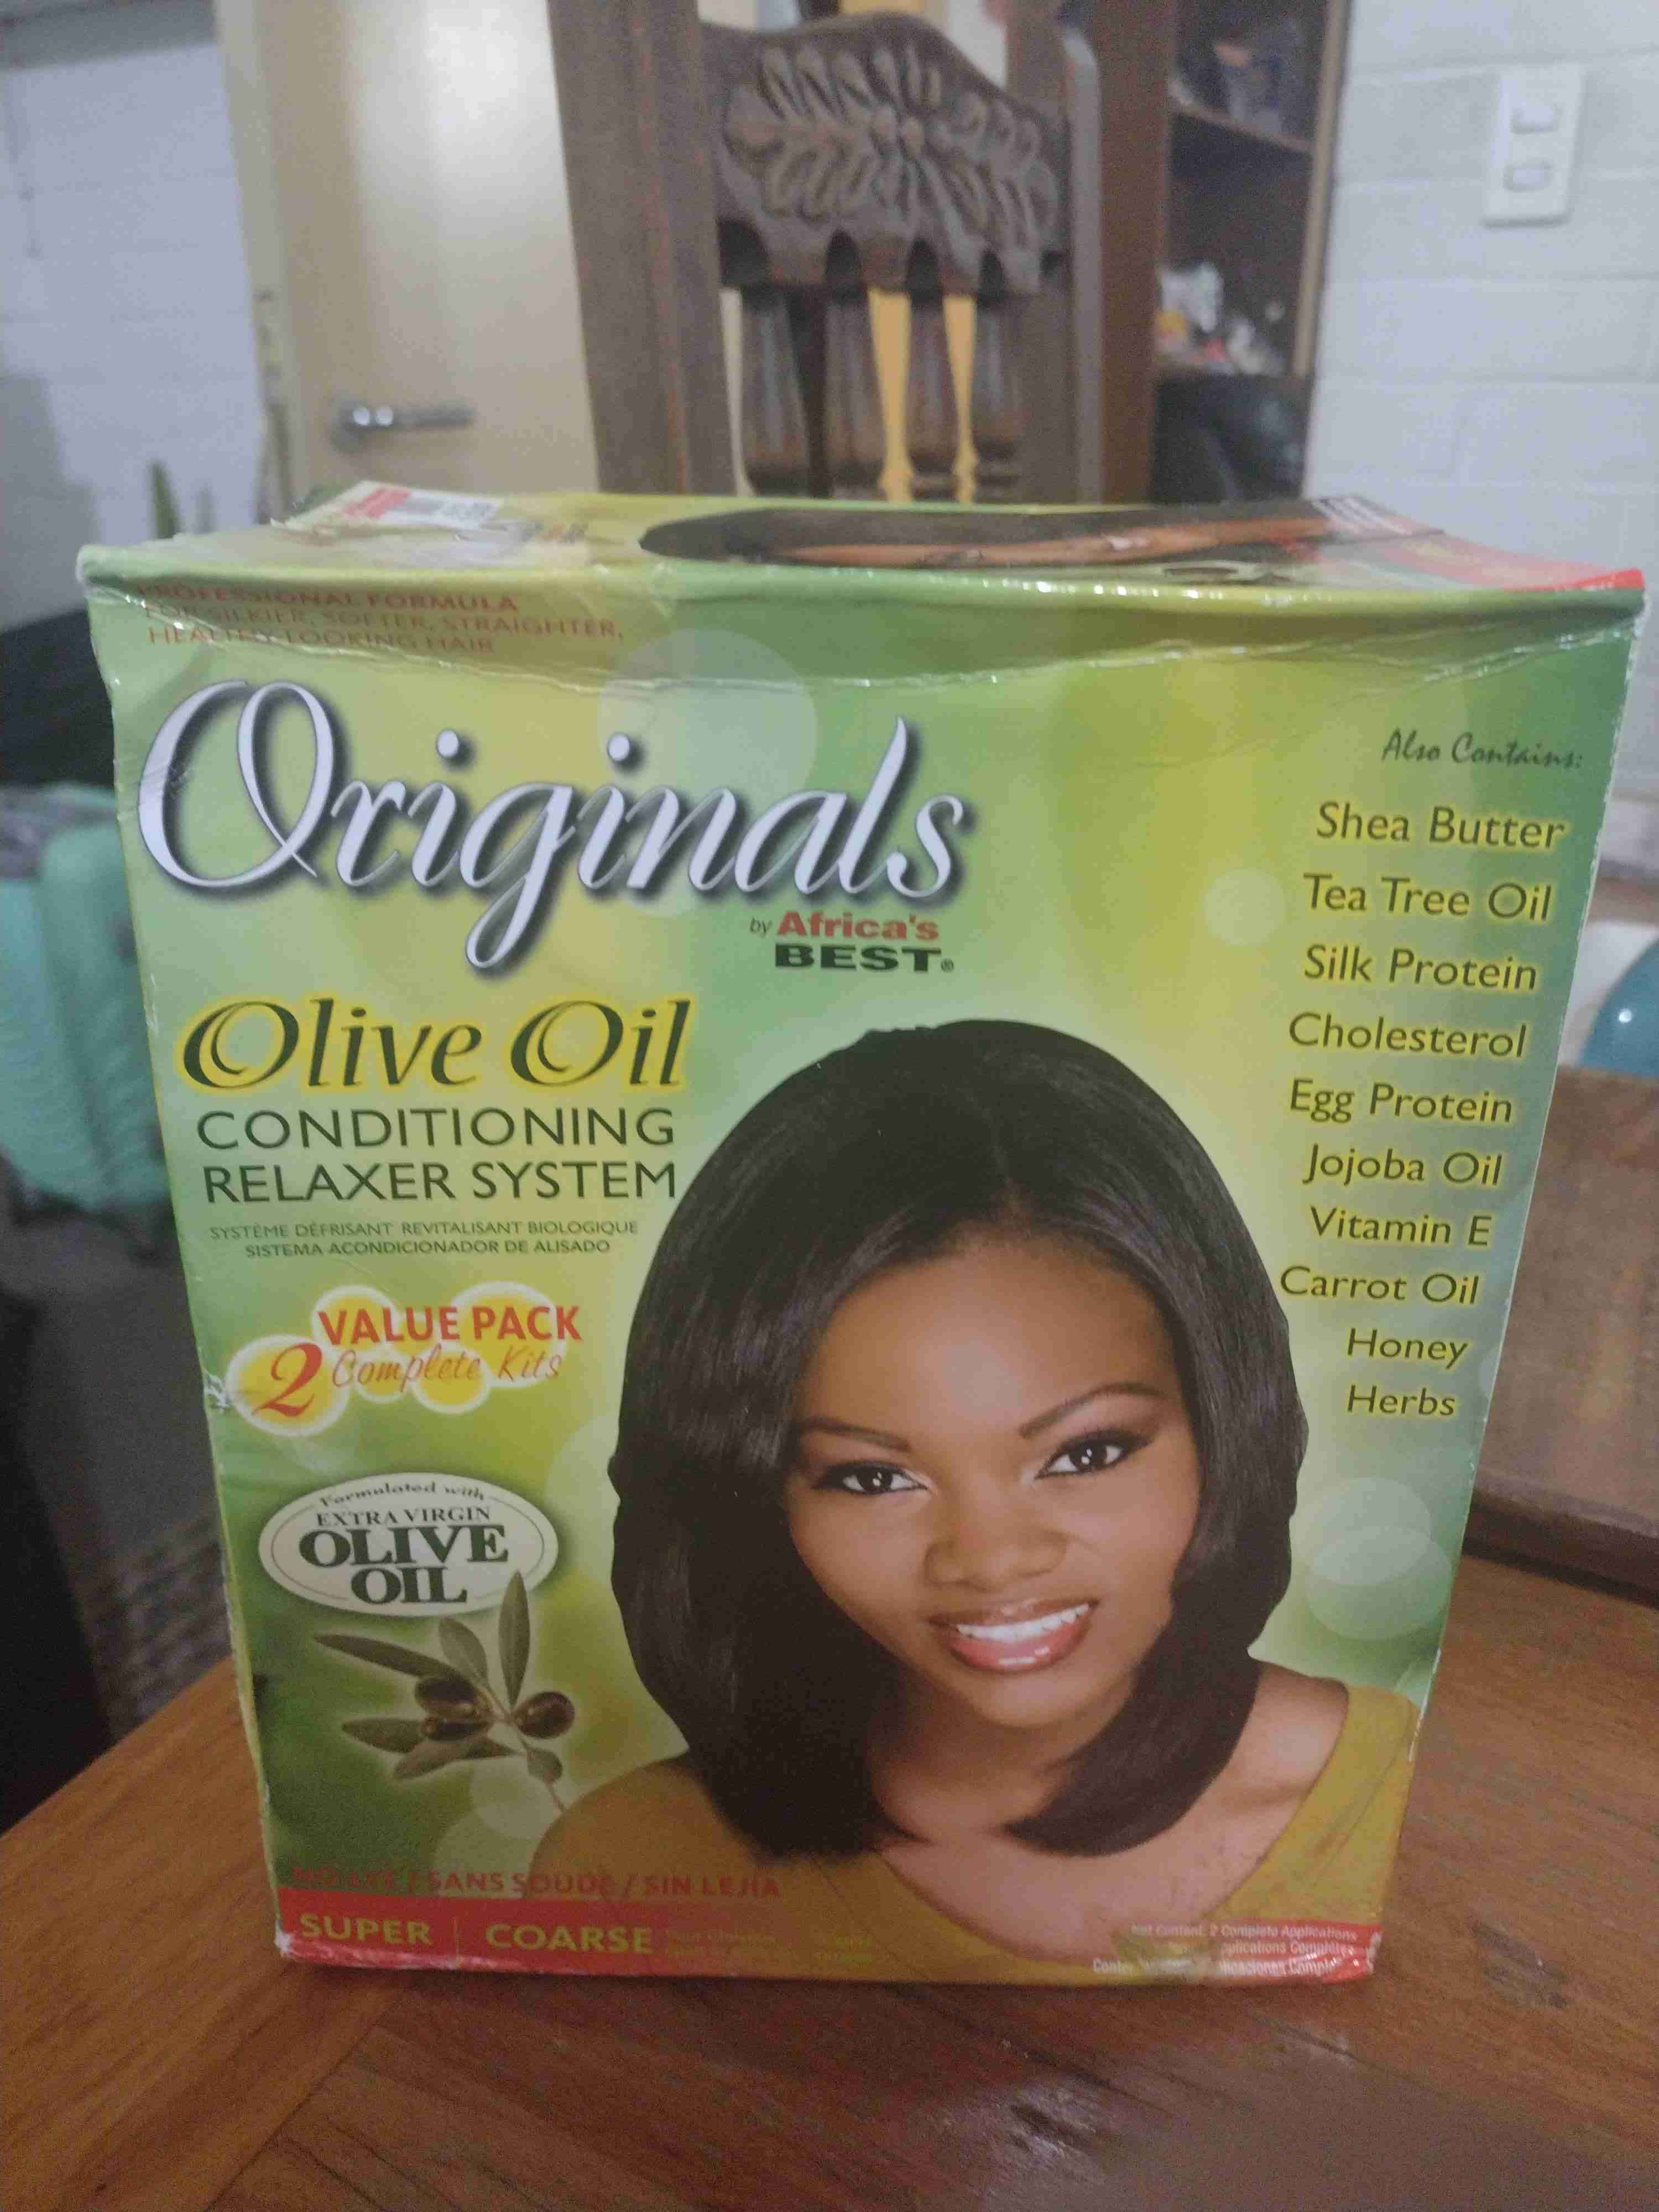 PROFESSIONAL FORMULA
FOR SILKIER, SOFTER, STRAIGHTER,
HEALTHY-LOOKING HAIR
Originals
by Africa's
BEST®
Olive Oil
CONDITIONING
RELAXER SYSTEM
SYSTÈME DÉFRISANT REVITALISANT BIOLOGIQUE
SISTEMA ACONDICIONADOR DE ALISADO
VALUE PACK
2 Complete Kits
Formulated with
EXTRA VIRGIN
OLIVE
OIL
Also Contains:
Shea Butter
Tea Tree Oil
Silk Protein
Cholesterol
Egg Protein
Jojoba Oil
Vitamin E
Carrot Oil
Honey
Herbs
NO LYE / SANS SOUDE / SIN LEJIA
SUPER | COARSE
Net Content: 2 Complete Applications